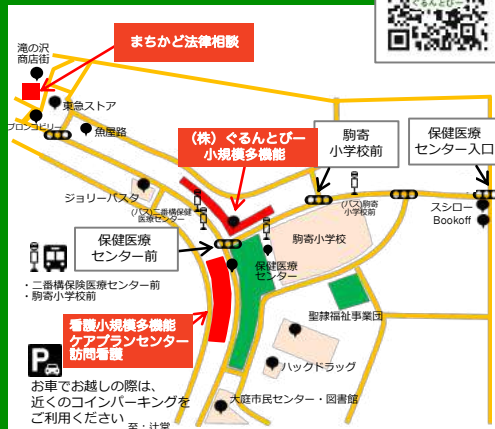 ぐるんとびー
まちかど法律相談
滝の沢
商店街
東急ストア
ブロンコビリー
魚屋路
(株) ぐるんとびー
小規模多機能
駒寄
小学校前
保健医療
センター入口
ジョリーパスタ
(バス)二番構保健
医療センター
(バス)駒寄
小学校前
スシロー
Bookoff
駒寄小学校
保健医療
センター前
保健医療
センター
・二番構保険医療センター前
・駒寄小学校前
看護小規模多機能
ケアプランセンター
訪問看護
聖隷福祉事業団
ハックドラッグ
P
お車でお越しの際は、
近くのコインパーキングを
ご利用ください
大庭市民センター・図書館
至：辻堂